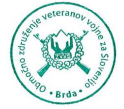 Območno združenje veteranov vojne za Slovenijo
• Brda •